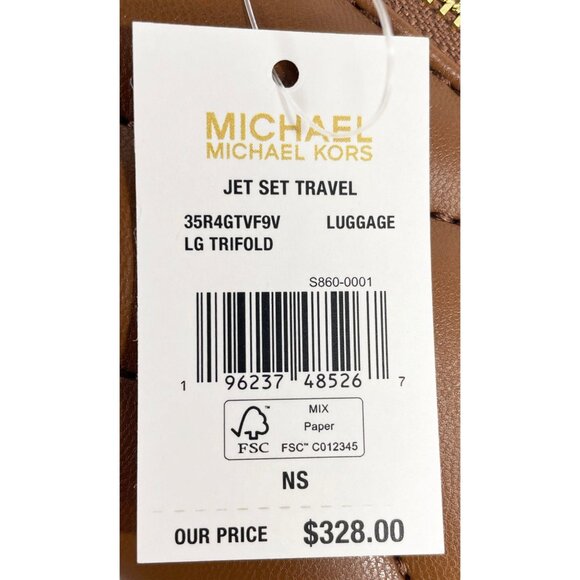 MICHAEL
MICHAEL KORS
JET SET TRAVEL
35R4GTVF9V LUGGAGE
LG TRIFOLD
S860-0001
1 96237 48526 7
MIX
Paper
FSC™ C012345
™
FSC
NS
OUR PRICE $328.00